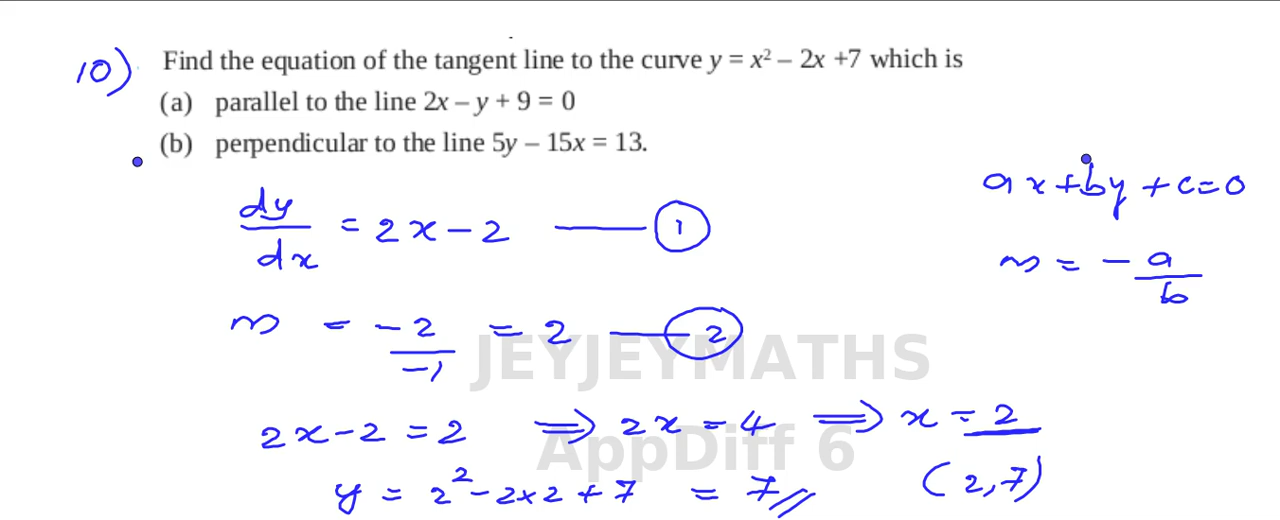 10) Find the equation of the tangent line to the curve y = x² – 2x +7 which is
(a) parallel to the line 2x – y + 9 = 0
(b) perpendicular to the line 5y – 15x = 13.
ax+by+c=0
dy/dx = 2x-2 —— ①
m = -a/b
m = -2/-1 = 2 —— ②
JEYJEYMATHS
2x-2 = 2 ⟹ 2x = 4 ⟹ x = 2
AppDiff 6
y = 2²-2×2+7 = 7// (2,7)